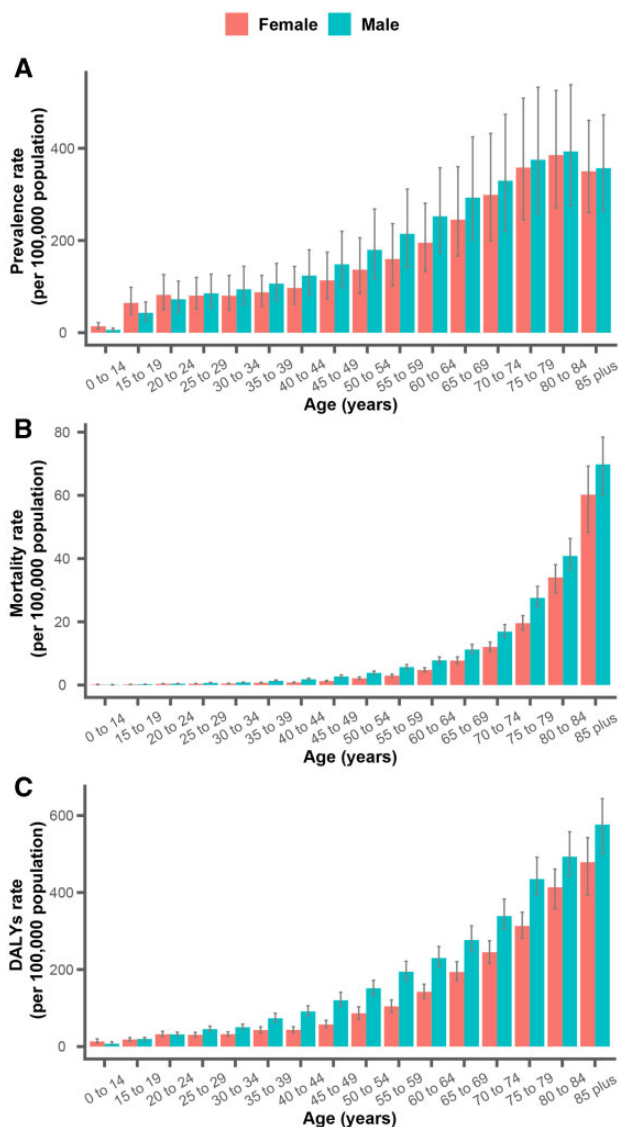 Female Male
A
Prevalence rate
(per 100,000 population)
400
200
0
0 to 14 15 to 19 20 to 24 25 to 29 30 to 34 35 to 39 40 to 44 45 to 49 50 to 54 55 to 59 60 to 64 65 to 69 70 to 74 75 to 79 80 to 84 85 plus
Age (years)
B
Mortality rate
(per 100,000 population)
80
60
40
20
0
0 to 14 15 to 19 20 to 24 25 to 29 30 to 34 35 to 39 40 to 44 45 to 49 50 to 54 55 to 59 60 to 64 65 to 69 70 to 74 75 to 79 80 to 84 85 plus
Age (years)
C
DALYs rate
(per 100,000 population)
600
400
200
0
0 to 14 15 to 19 20 to 24 25 to 29 30 to 34 35 to 39 40 to 44 45 to 49 50 to 54 55 to 59 60 to 64 65 to 69 70 to 74 75 to 79 80 to 84 85 plus
Age (years)